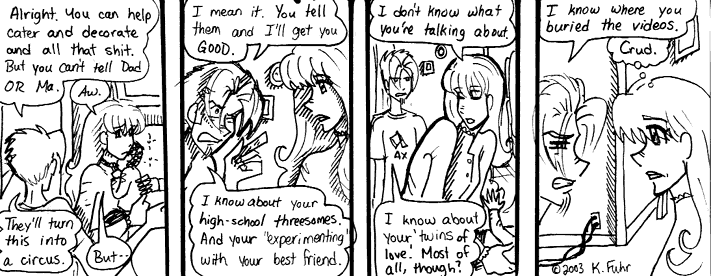 Alright. You can help
cater and decorate
and all that shit.
But you can't tell Dad
OR Ma.
Aw.
They'll turn
this into
a circus.
But--
I mean it. You tell
them and I'll get you
GOOD.
I know about your
high-school threesomes.
And your "experimenting"
with your best friend.
I don't know what
you're talking about.
AX
I know about
your 'twins of
love.' Most of
all, though?
I know where you
buried the videos.
Crud.
©2003 K. Fuhr